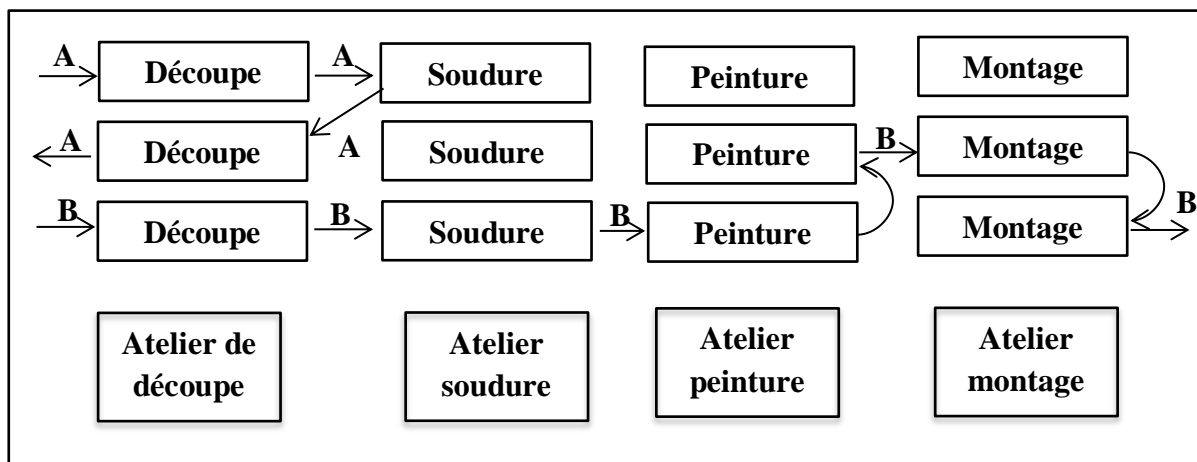 A Découpe A Soudure Peinture Montage
A Découpe A Soudure Peinture B Montage
B Découpe B Soudure B Peinture Montage B
Atelier de
découpe
Atelier
soudure
Atelier
peinture
Atelier
montage